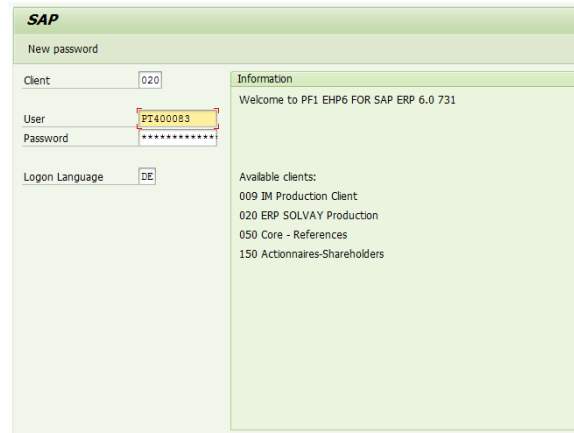 SAP
New password
Client 020
User PT400083
Password ************
Logon Language DE
Information
Welcome to PF1 EHP6 FOR SAP ERP 6.0 731
Available clients:
009 IM Production Client
020 ERP SOLVAY Production
050 Core - References
150 Actionnaires-Shareholders